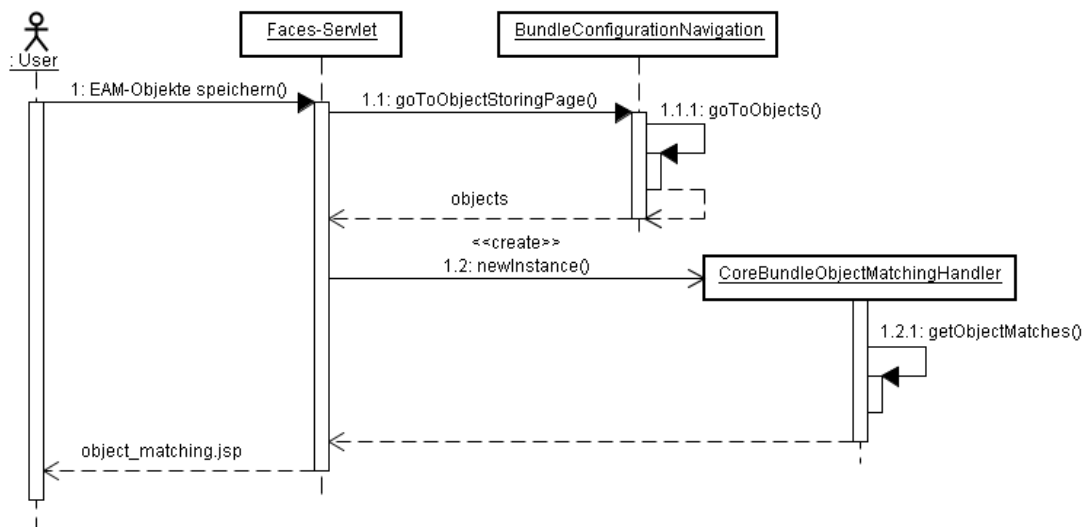 Faces-Servlet
BundleConfigurationNavigation
: User
1: EAM-Objekte speichern()
1.1: goToObjectStoringPage()
1.1.1: goToObjects()
objects
<<create>>
1.2: newInstance()
CoreBundleObjectMatchingHandler
1.2.1: getObjectMatches()
object_matching.jsp